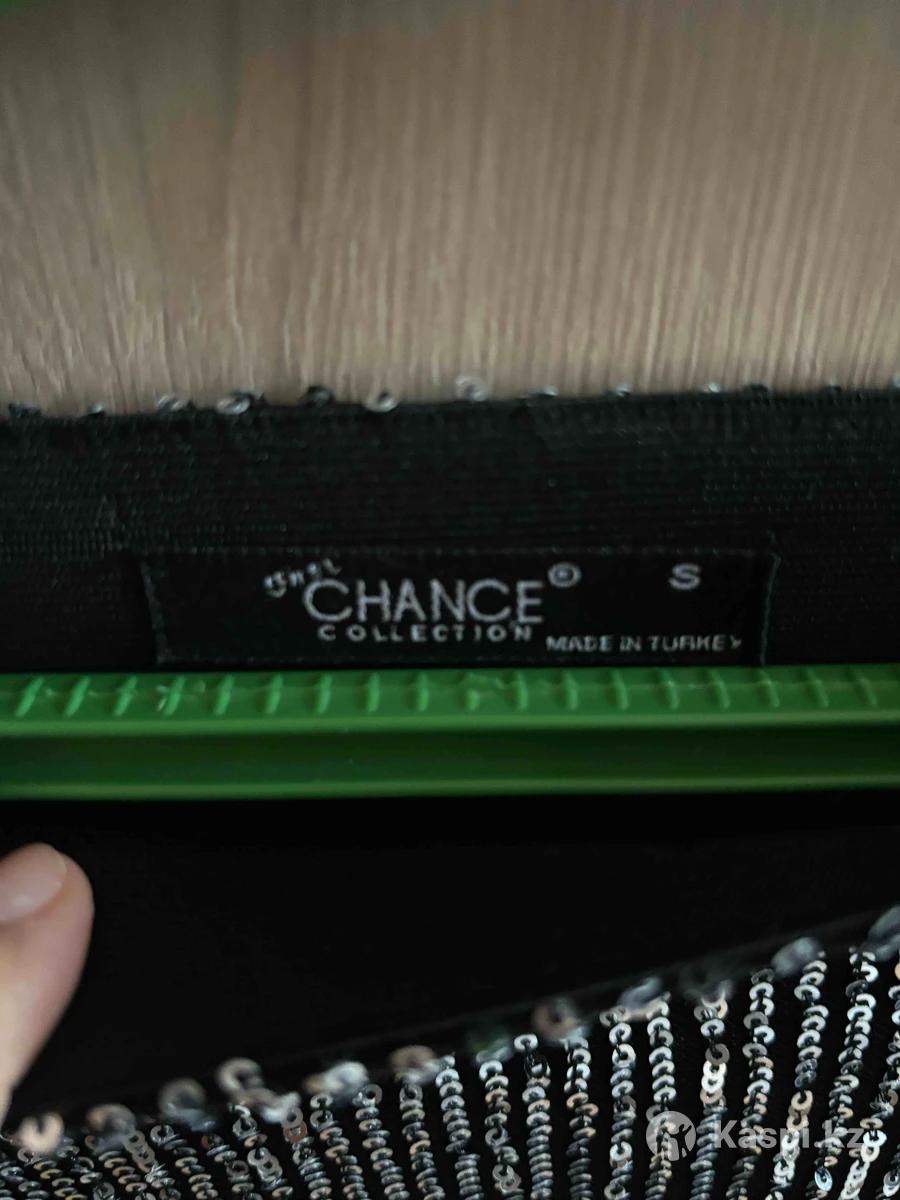 CHANCE © S
COLLECTION
MADE IN TURKEY
Kaspi.kz